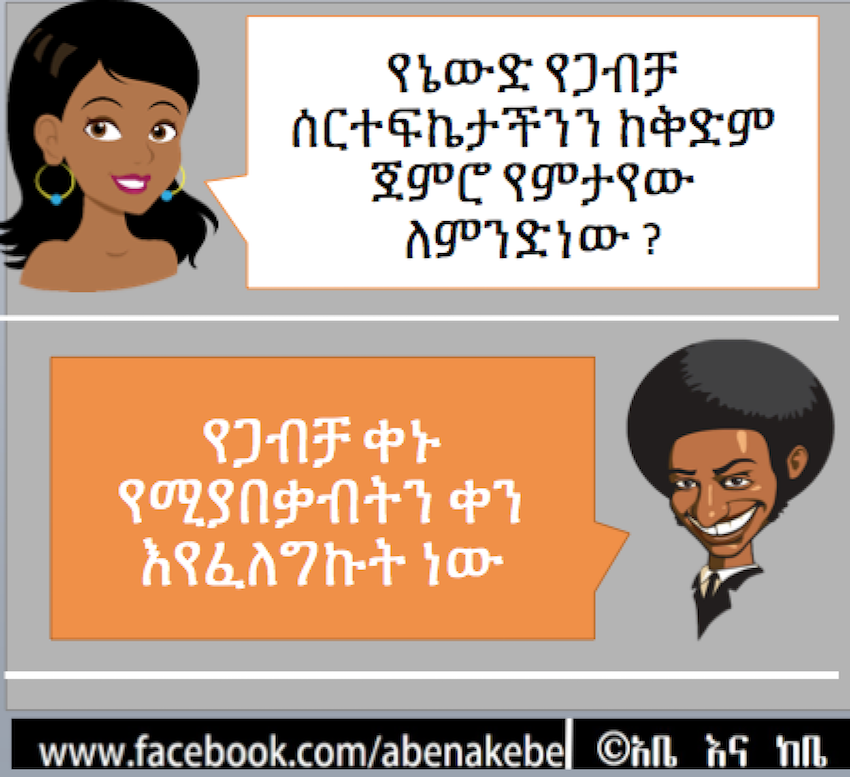 የኔውድ የጋብቻ
ሰርተፍኬታችንን ከቅድም
ጀምሮ የምታየው
ለምንድነው ?
የጋብቻ ቀኑ
የሚያበቃብትን ቀን
እየፈለግኩት ነው
www.facebook.com/abenakebe ©አቤ እና ከቤ